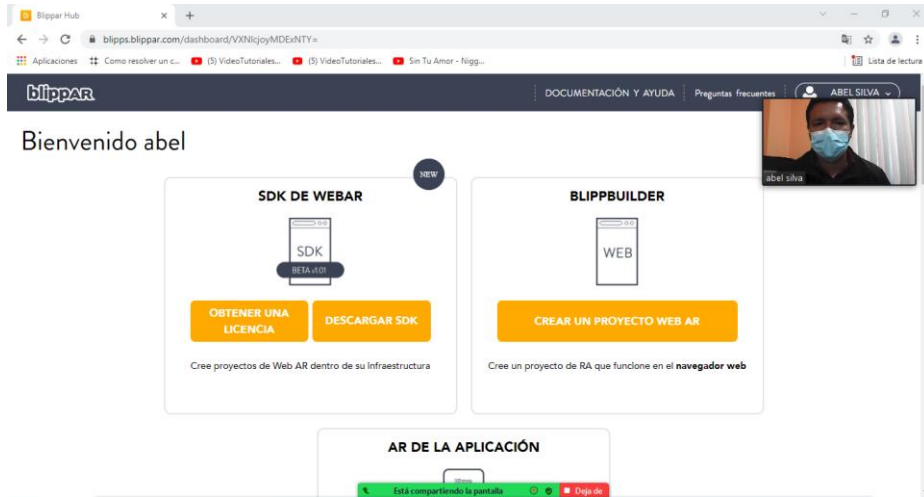 Blippar Hub
blipps.blippar.com/dashboard/VXNlcjoyMDExNTY=
Aplicaciones
Como resolver un c...
(5) VideoTutoriales...
(5) VideoTutoriales...
Sin Tu Amor - Nigg...
Lista de lectura
blippAR
DOCUMENTACIÓN Y AYUDA
Preguntas frecuentes
ABEL SILVA
Bienvenido abel
abel silva
NEW
SDK DE WEBAR
SDK
BETA v1.01
OBTENER UNA
LICENCIA
DESCARGAR SDK
Cree proyectos de Web AR dentro de su infraestructura
BLIPPBUILDER
WEB
CREAR UN PROYECTO WEB AR
Cree un proyecto de RA que funcione en el navegador web
AR DE LA APLICACIÓN
Está compartiendo la pantalla
Deja de